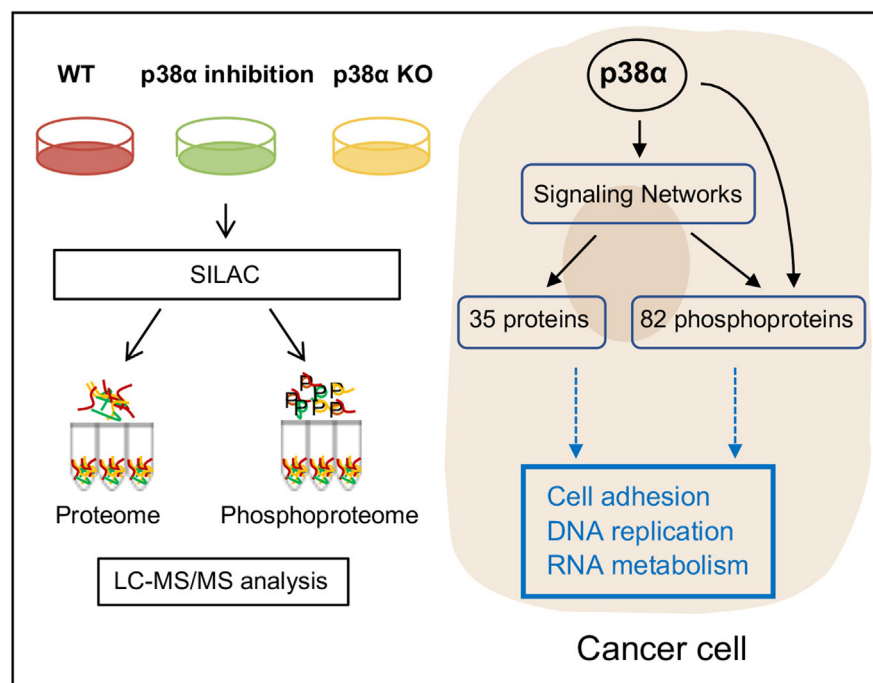 WT
p38α inhibition
p38α KO
SILAC
P
P
P
P
P
P
Proteome
Phosphoproteome
LC-MS/MS analysis
p38α
Signaling Networks
35 proteins
82 phosphoproteins
Cell adhesion
DNA replication
RNA metabolism
Cancer cell